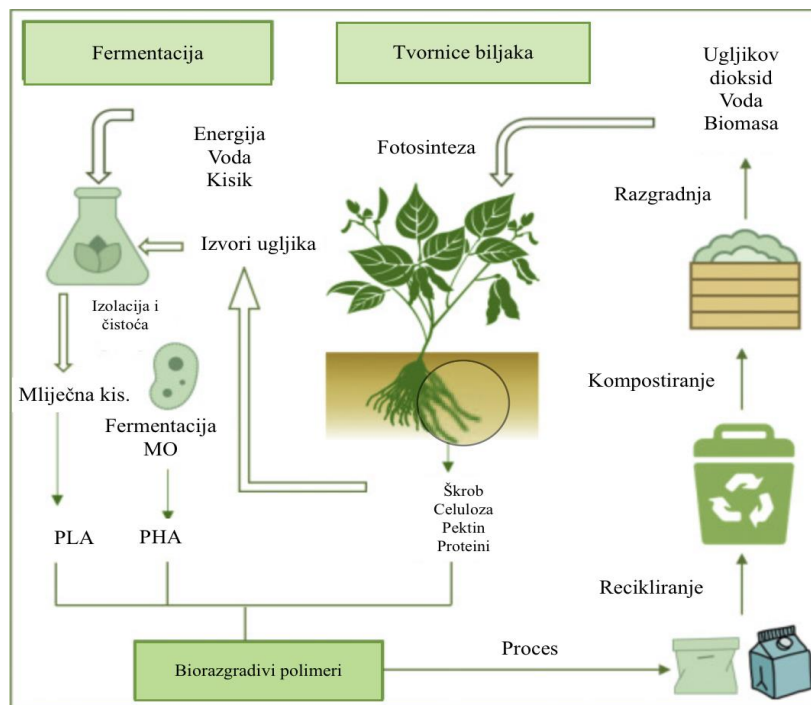 Fermentacija
Tvornice biljaka
Ugljikov
dioksid
Voda
Biomasa
Energija
Voda
Kisik
Fotosinteza
Razgradnja
Izvori ugljika
Izolacija i
čistoća
Mliječna kis.
Fermentacija
MO
Kompostiranje
Škrob
Celuloza
Pektin
Proteini
PLA
PHA
Recikliranje
Biorazgradivi polimeri
Proces